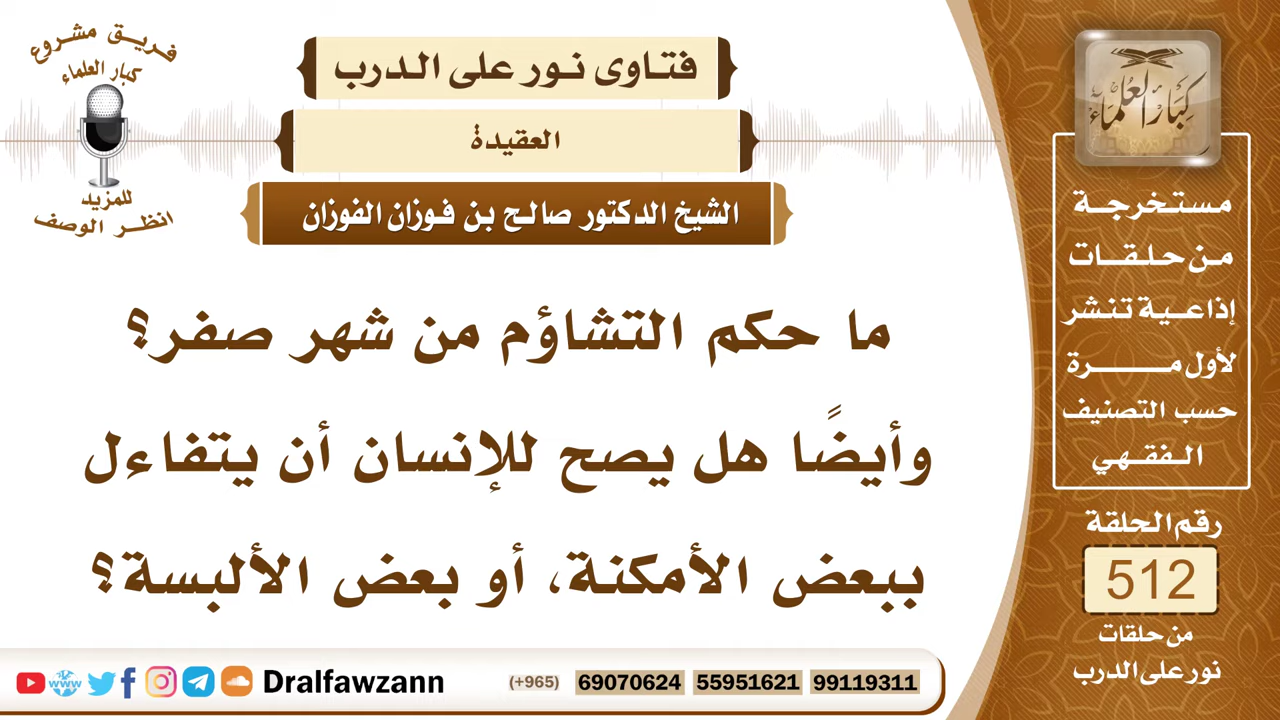 فريق مشروع
كبار العلماء
للمزيد
انظر الوصف
فتاوى نور على الدرب
العقيدة
الشيخ الدكتور صالح بن فوزان الفوزان
ما حكم التشاؤم من شهر صفر؟
وأيضًا هل يصح للإنسان أن يتفاءل
ببعض الأمكنة، أو بعض الألبسة؟
كبار العلماء
مستخرجة
من حلقات
إذاعية تنشر
لأول مرة
حسب التصنيف
الفقهي
رقم الحلقة
512
من حلقات
نور على الدرب
www Dralfawzann (+965) 69070624 55951621 99119311